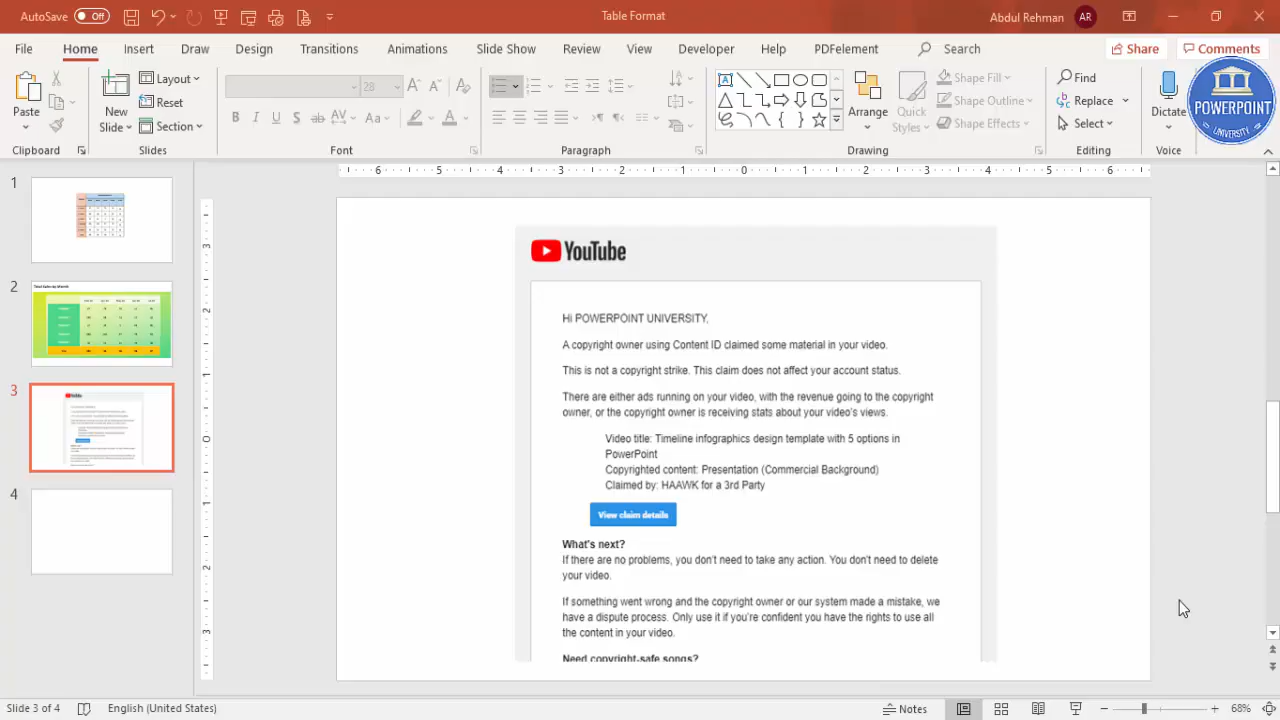 AutoSave Off Table Format Abdul Rehman AR
File Home Insert Draw Design Transitions Animations Slide Show Review View Developer Help PDFelement Search Share Comments
Paste New Slide Layout Reset Section 28 Arrange Quick Styles Shape Fill Shape Outline Shape Effects Find Replace Select Dictate
POWERPOINT
UNIVERSITY
Clipboard Slides Font Paragraph Drawing Editing Voice
1
2
Total Sales by Month
3
4
YouTube
Hi POWERPOINT UNIVERSITY,
A copyright owner using Content ID claimed some material in your video.
This is not a copyright strike. This claim does not affect your account status.
There are either ads running on your video, with the revenue going to the copyright
owner, or the copyright owner is receiving stats about your video's views.
Video title: Timeline infographics design template with 5 options in
PowerPoint
Copyrighted content: Presentation (Commercial Background)
Claimed by: HAAWK for a 3rd Party
View claim details
What's next?
If there are no problems, you don't need to take any action. You don't need to delete
your video.
If something went wrong and the copyright owner or our system made a mistake, we
have a dispute process. Only use it if you're confident you have the rights to use all
the content in your video.
Need copyright-safe songs?
Slide 3 of 4 English (United States) Notes 68%